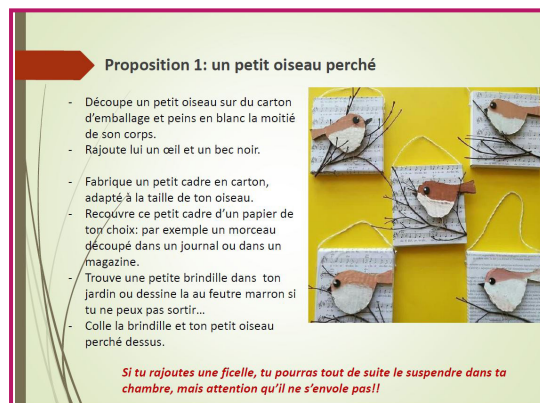 Proposition 1: un petit oiseau perché
- Découpe un petit oiseau sur du carton
d'emballage et peins en blanc la moitié
de son corps.
- Rajoute lui un œil et un bec noir.
- Fabrique un petit cadre en carton,
adapté à la taille de ton oiseau.
- Recouvre ce petit cadre d'un papier de
ton choix: par exemple un morceau
découpé dans un journal ou dans un
magazine.
- Trouve une petite brindille dans ton
jardin ou dessine la au feutre marron si
tu ne peux pas sortir...
- Colle la brindille et ton petit oiseau
perché dessus.
Si tu rajoutes une ficelle, tu pourras tout de suite le suspendre dans ta
chambre, mais attention qu'il ne s'envole pas!!